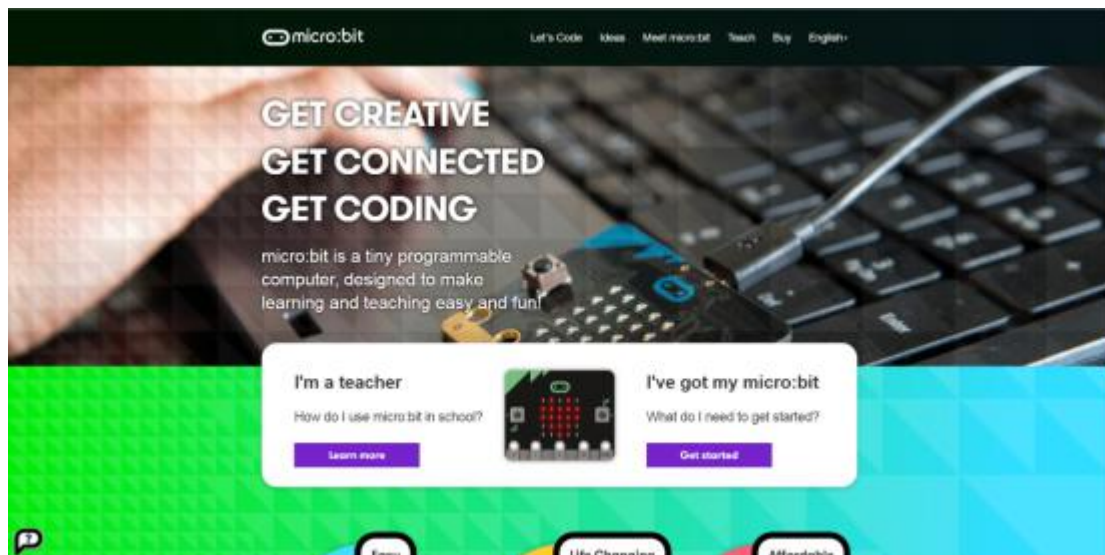 micro:bit
Let's Code Ideas Meet micro:bit Teach Buy English
GET CREATIVE
GET CONNECTED
GET CODING
micro:bit is a tiny programmable
computer, designed to make
learning and teaching easy and fun!
Enter
I'm a teacher
How do I use micro:bit in school?
Learn more
I've got my micro:bit
What do I need to get started?
Get started
?
Easy
Life Changing
Affordable